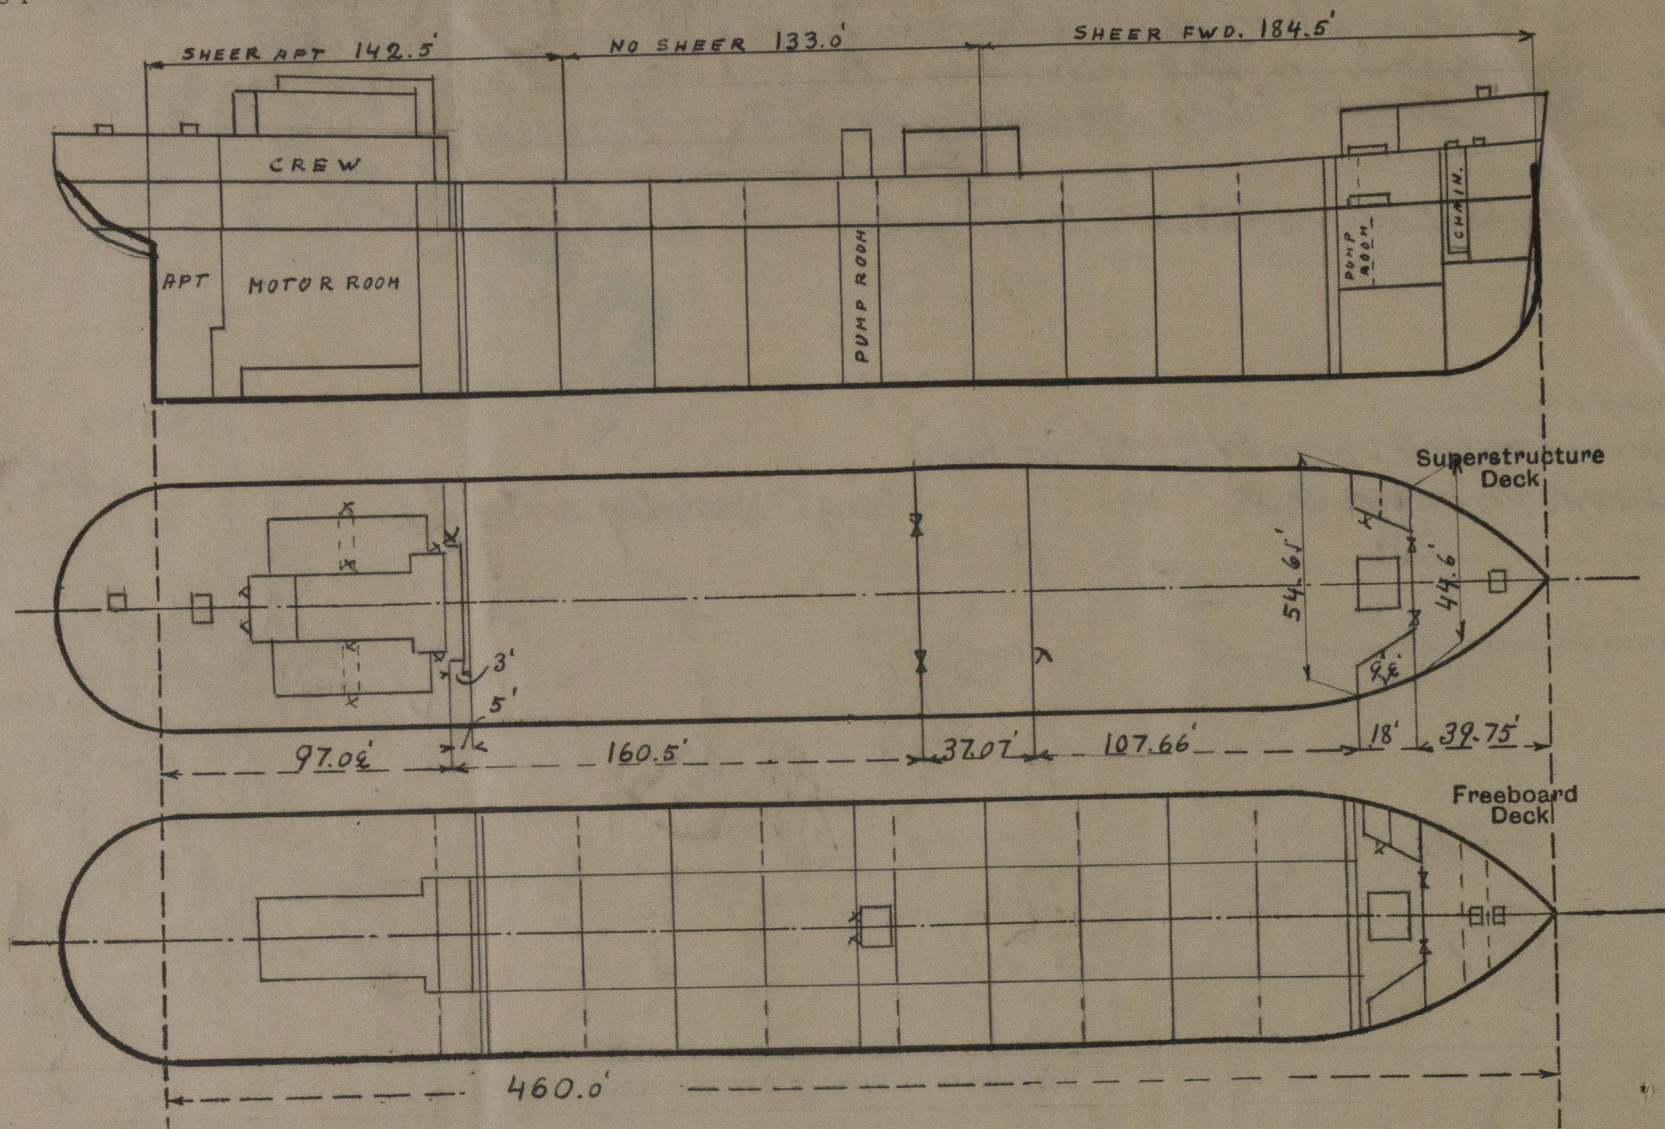 SHEER APT 142.5'
NO SHEER 133.0'
SHEER FWD. 184.5'
CREW
APT
MOTOR ROOM
PUMP ROOM
PUMP
ROOM
CHAIN.
Superstructure
Deck
54.65'
44.6'
3'
5'
97.02'
160.5'
37.07'
107.66'
18'
39.75'
Freeboard
Deck
460.0'